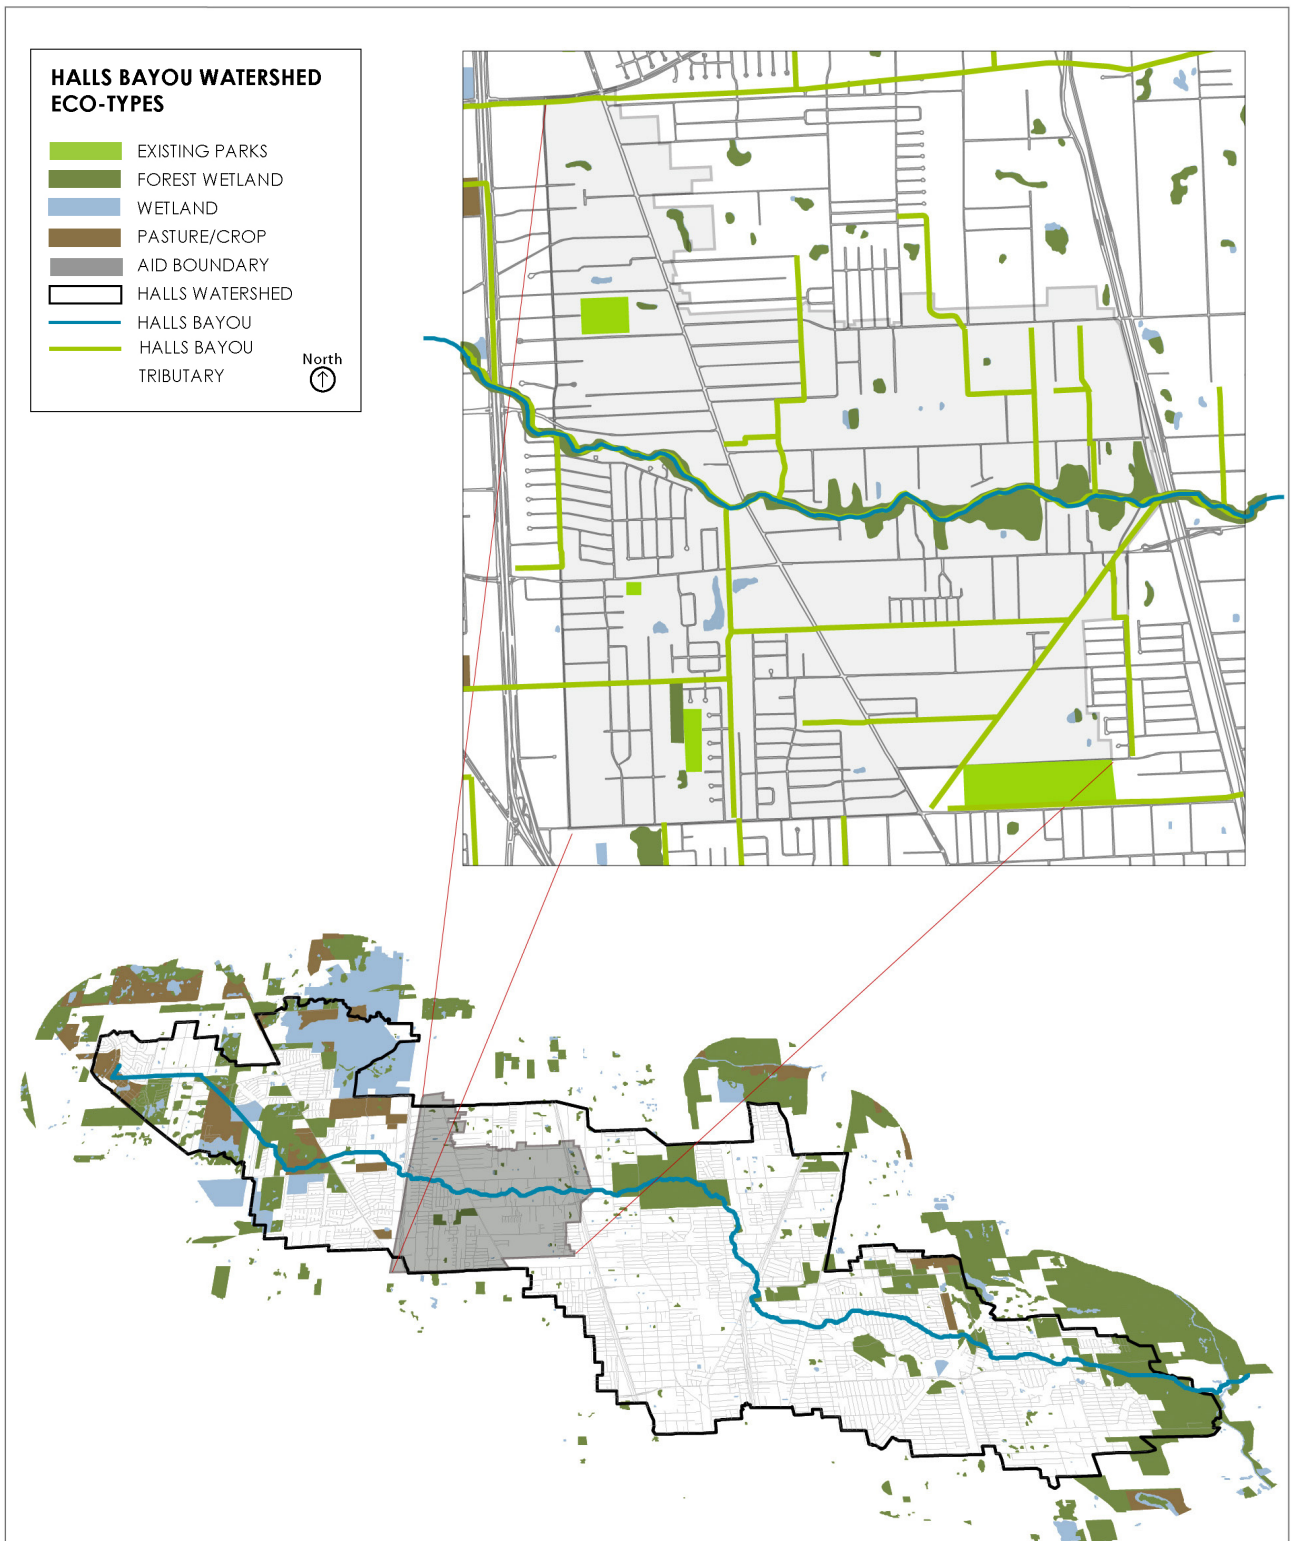 HALLS BAYOU WATERSHED
ECO-TYPES
EXISTING PARKS
FOREST WETLAND
WETLAND
PASTURE/CROP
AID BOUNDARY
HALLS WATERSHED
HALLS BAYOU
HALLS BAYOU
TRIBUTARY
North